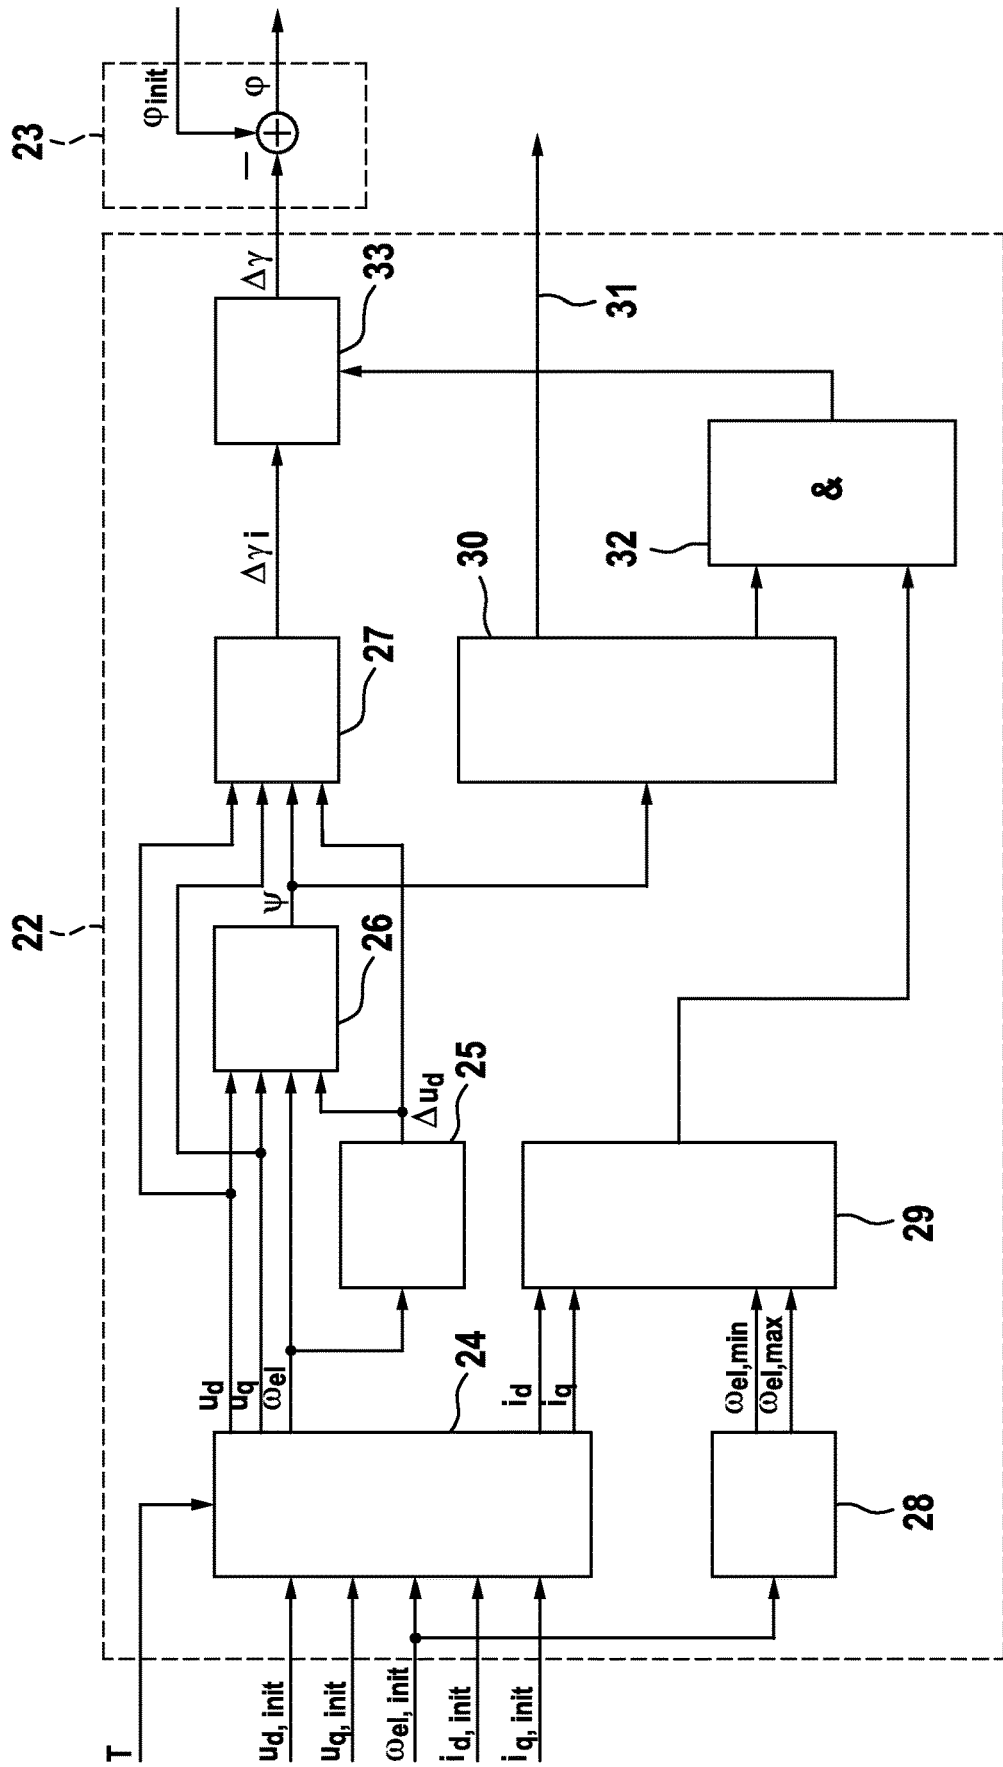 23
φinit
φ
−
22
Δγ
33
31
Δγ i
27
30
32
&
ψ
26
25
Δud
29
ud
uq
ωel
24
id
iq
ωel,min
ωel,max
28
T
ud, init
uq, init
ωel, init
id, init
iq, init